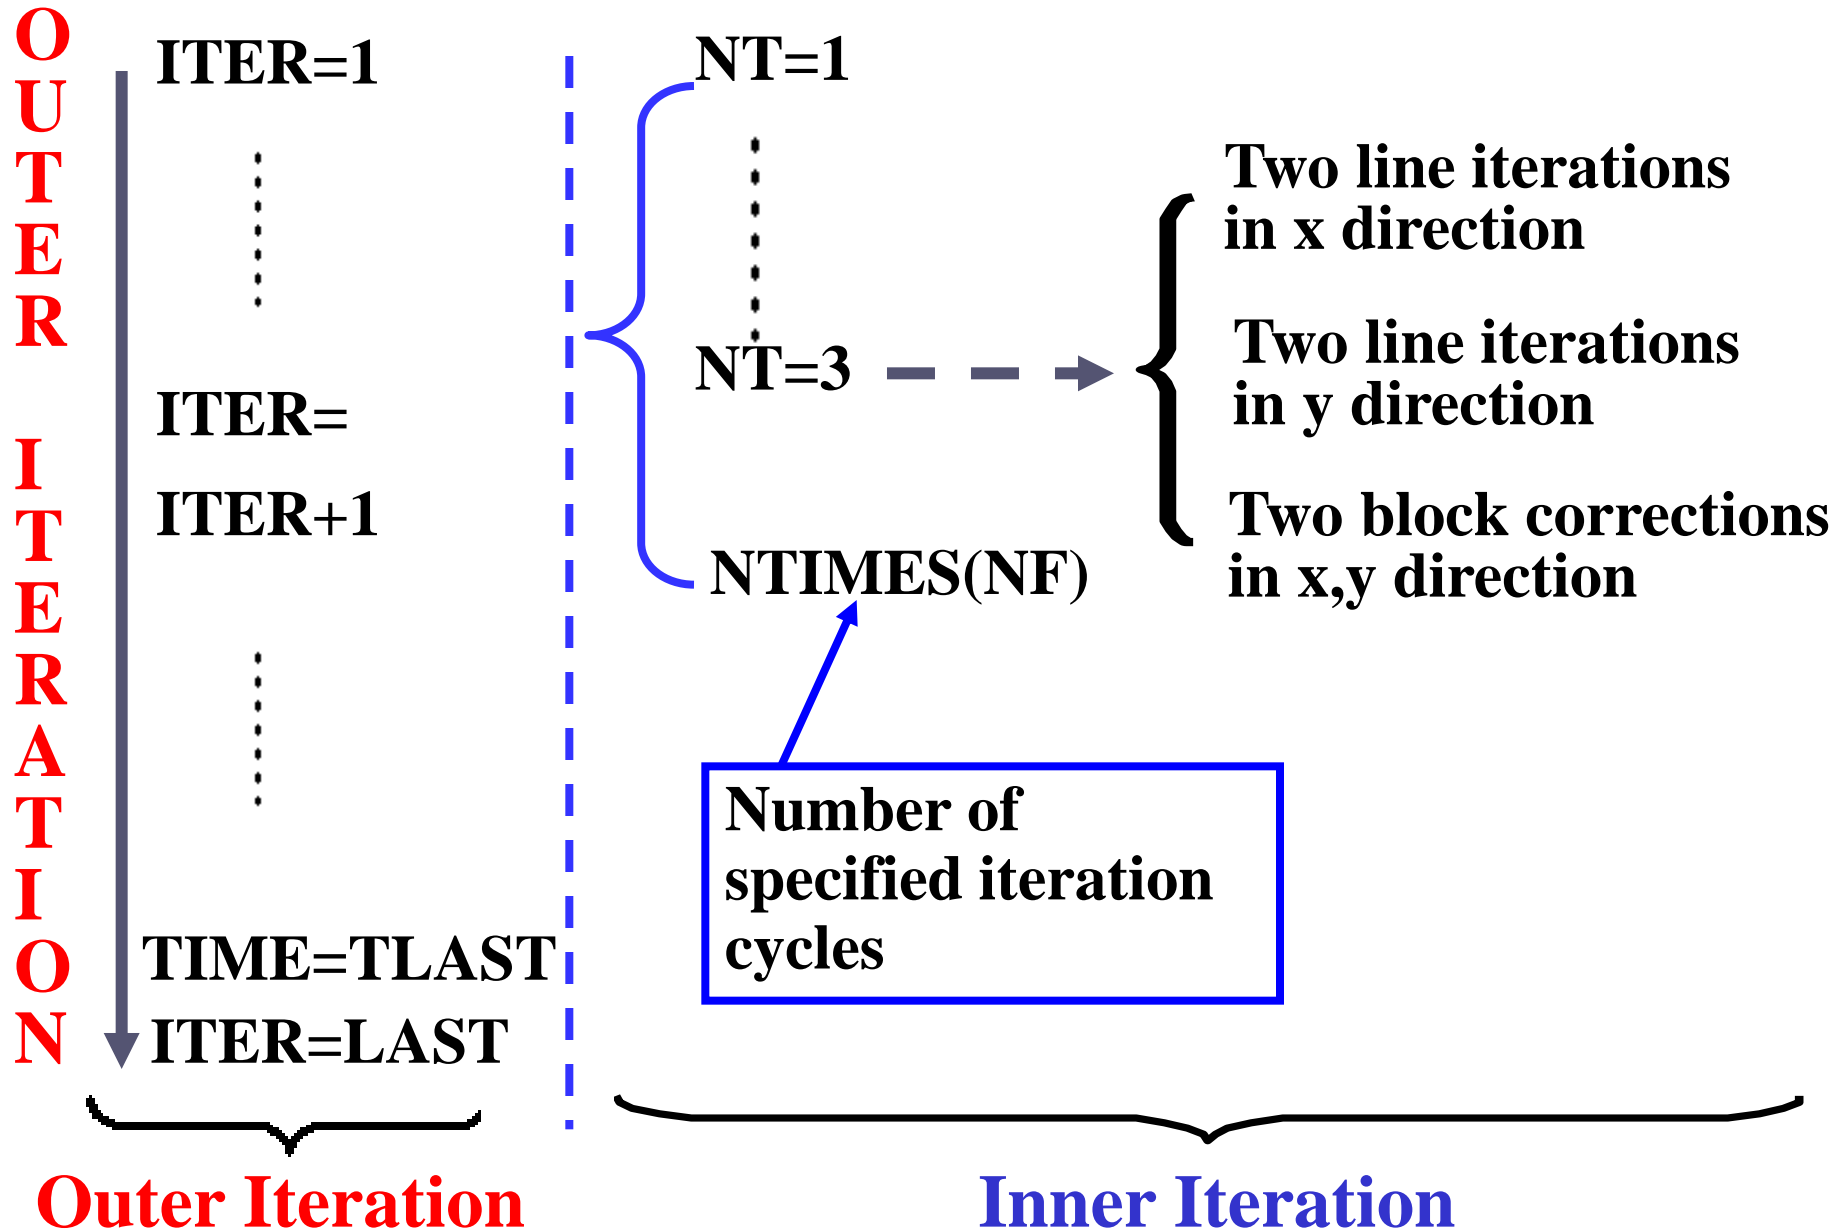 OUTER ITERATION
ITER=1
ITER=
ITER+1
TIME=TLAST
ITER=LAST
NT=1
NT=3
NTIMES(NF)
Two line iterations
in x direction
Two line iterations
in y direction
Two block corrections
in x,y direction
Number of
specified iteration
cycles
Outer Iteration
Inner Iteration